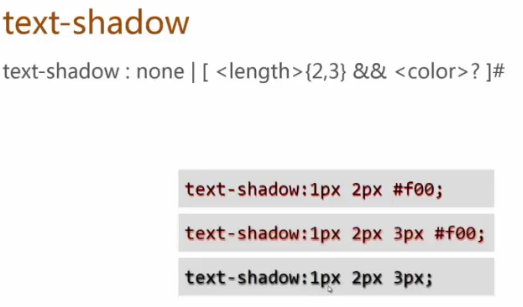 text-shadow
text-shadow : none | [ <length>{2,3} && <color>? ]#
text-shadow:1px 2px #f00;
text-shadow:1px 2px 3px #f00;
text-shadow:1px 2px 3px;